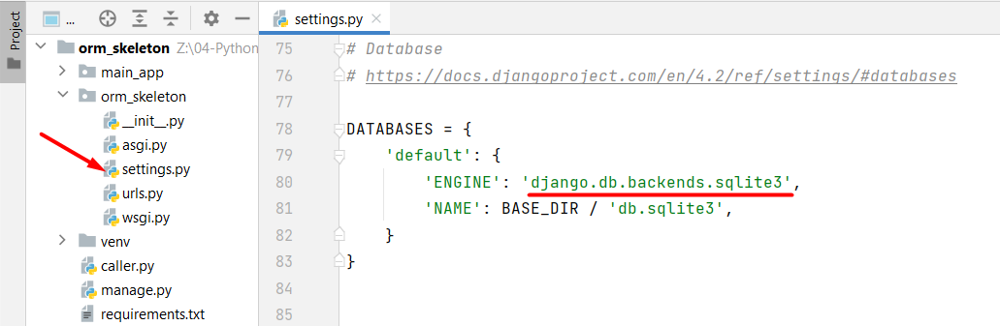 Project
...
settings.py
orm_skeleton Z:\04-Python
main_app
orm_skeleton
__init__.py
asgi.py
settings.py
urls.py
wsgi.py
venv
caller.py
manage.py
requirements.txt
75 # Database
76 # https://docs.djangoproject.com/en/4.2/ref/settings/#databases
77
78 DATABASES = {
79 'default': {
80 'ENGINE': 'django.db.backends.sqlite3',
81 'NAME': BASE_DIR / 'db.sqlite3',
82 }
83 }
84
85